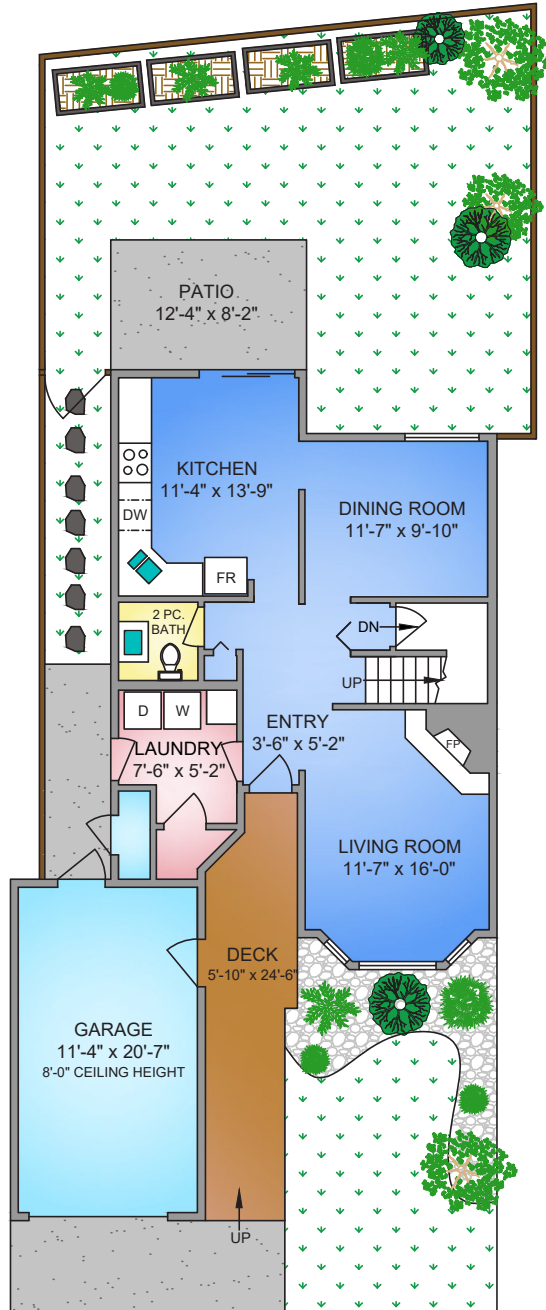 PATIO
12'-4" x 8'-2"
KITCHEN
11'-4" x 13'-9"
DINING ROOM
11'-7" x 9'-10"
DW
FR
2 PC.
BATH
DN
UP
D
W
ENTRY
3'-6" x 5'-2"
LAUNDRY
7'-6" x 5'-2"
FP
LIVING ROOM
11'-7" x 16'-0"
DECK
5'-10" x 24'-6"
GARAGE
11'-4" x 20'-7"
8'-0" CEILING HEIGHT
UP